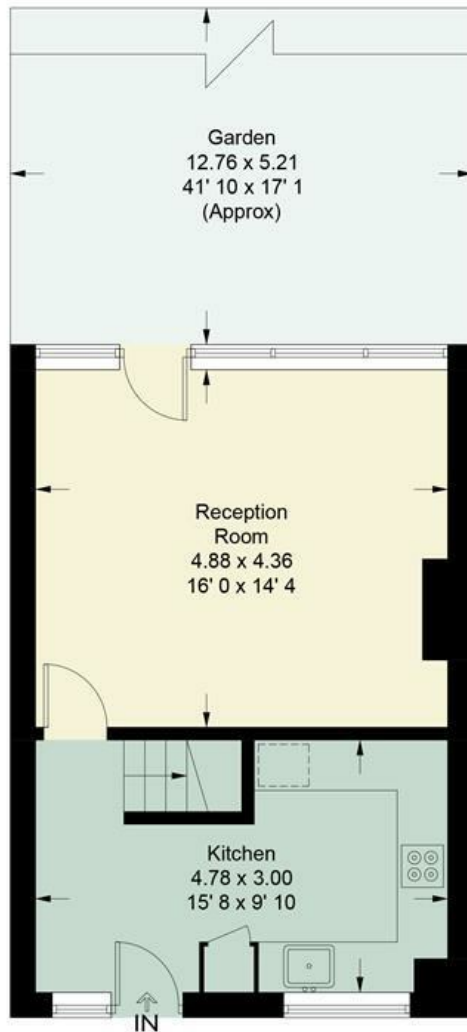 Garden
12.76 x 5.21
41' 10 x 17' 1
(Approx)
Reception
Room
4.88 x 4.36
16' 0 x 14' 4
Kitchen
4.78 x 3.00
15' 8 x 9' 10
IN